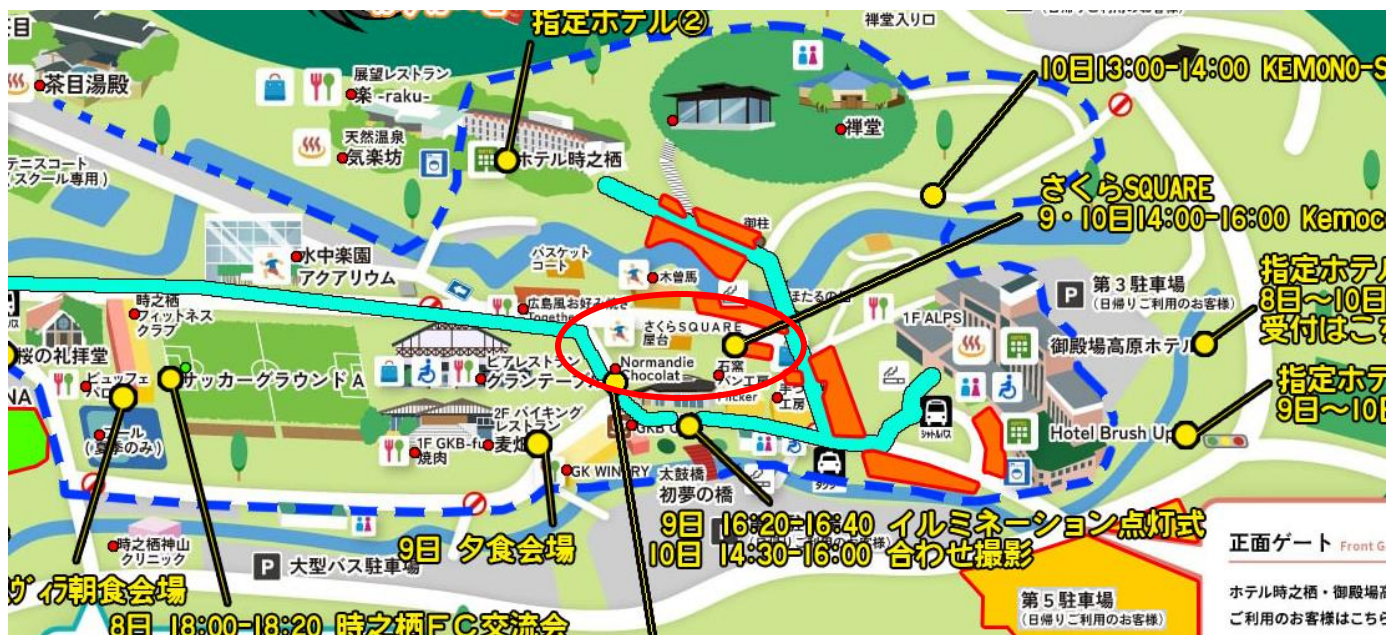 指定ホテル②
禅堂入り口
茶目湯殿
展望レストラン
楽 -raku-
天然温泉
気楽坊
ホテル時之栖
禅堂
10日13:00-14:00 KEMONO-S
テニスコート
(スクール専用)
さくらSQUARE
9・10日14:00-16:00 Kemoc
御柱
水中楽園
アクアリウム
バスケット
コート
木曽馬
第3駐車場
(日帰りご利用のお客様)
指定ホテル
8日~10日
受付はこ
時之栖
フィットネス
クラブ
広島風お好み焼き
Together
さくらSQUARE
屋台
1F ALPS
御殿場高原ホテル
桜の礼拝堂
サッカーグラウンドA
ビアレストラン
グランテーブ
Normandie
Chocolat
石窯
パン工房
工房
シャトルバス
指定ホテ
9日~10日
Hotel Brush Up
ビュッフェ
プール
(夏季のみ)
2F バイキング
レストラン
麦畑
1F GKB-fu
焼肉
GKB
GK WINERY
太鼓橋
初夢の橋
タクシー
時之栖神山
クリニック
大型バス駐車場
9日 夕食会場
9日 16:20-16:40 イルミネーション点灯式
10日 14:30-16:00 合わせ撮影
正面ゲート Front G
ヴィラ朝食会場
8日 18:00-18:20 時之栖FC交流会
第5駐車場
(日帰りご利用のお客様)
ホテル時之栖・御殿場高
ご利用のお客様はこちら